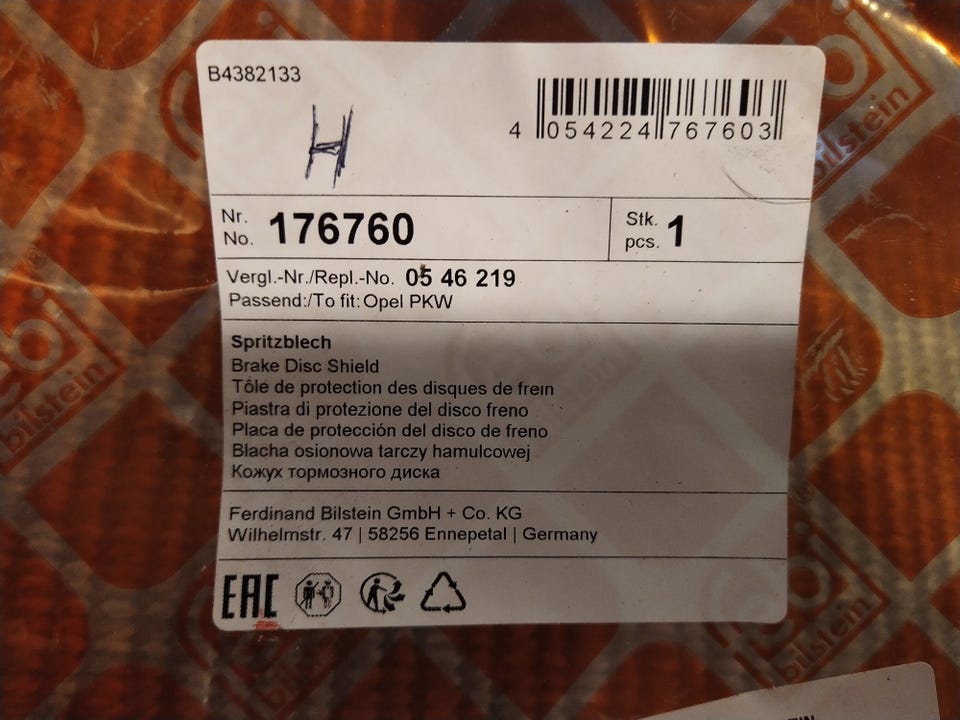 B4382133
H
4 054224 767603
Nr.
No. 176760
Stk.
pcs. 1
Vergl.-Nr./Repl.-No. 05 46 219
Passend:/To fit: Opel PKW
Spritzblech
Brake Disc Shield
Tôle de protection des disques de frein
Piastra di protezione del disco freno
Placa de protección del disco de freno
Blacha osionowa tarczy hamulcowej
Кожух тормозного диска
Ferdinand Bilstein GmbH + Co. KG
Wilhelmstr. 47 | 58256 Ennepetal | Germany
EAC
bilstein
febi
bilstein
bilstein